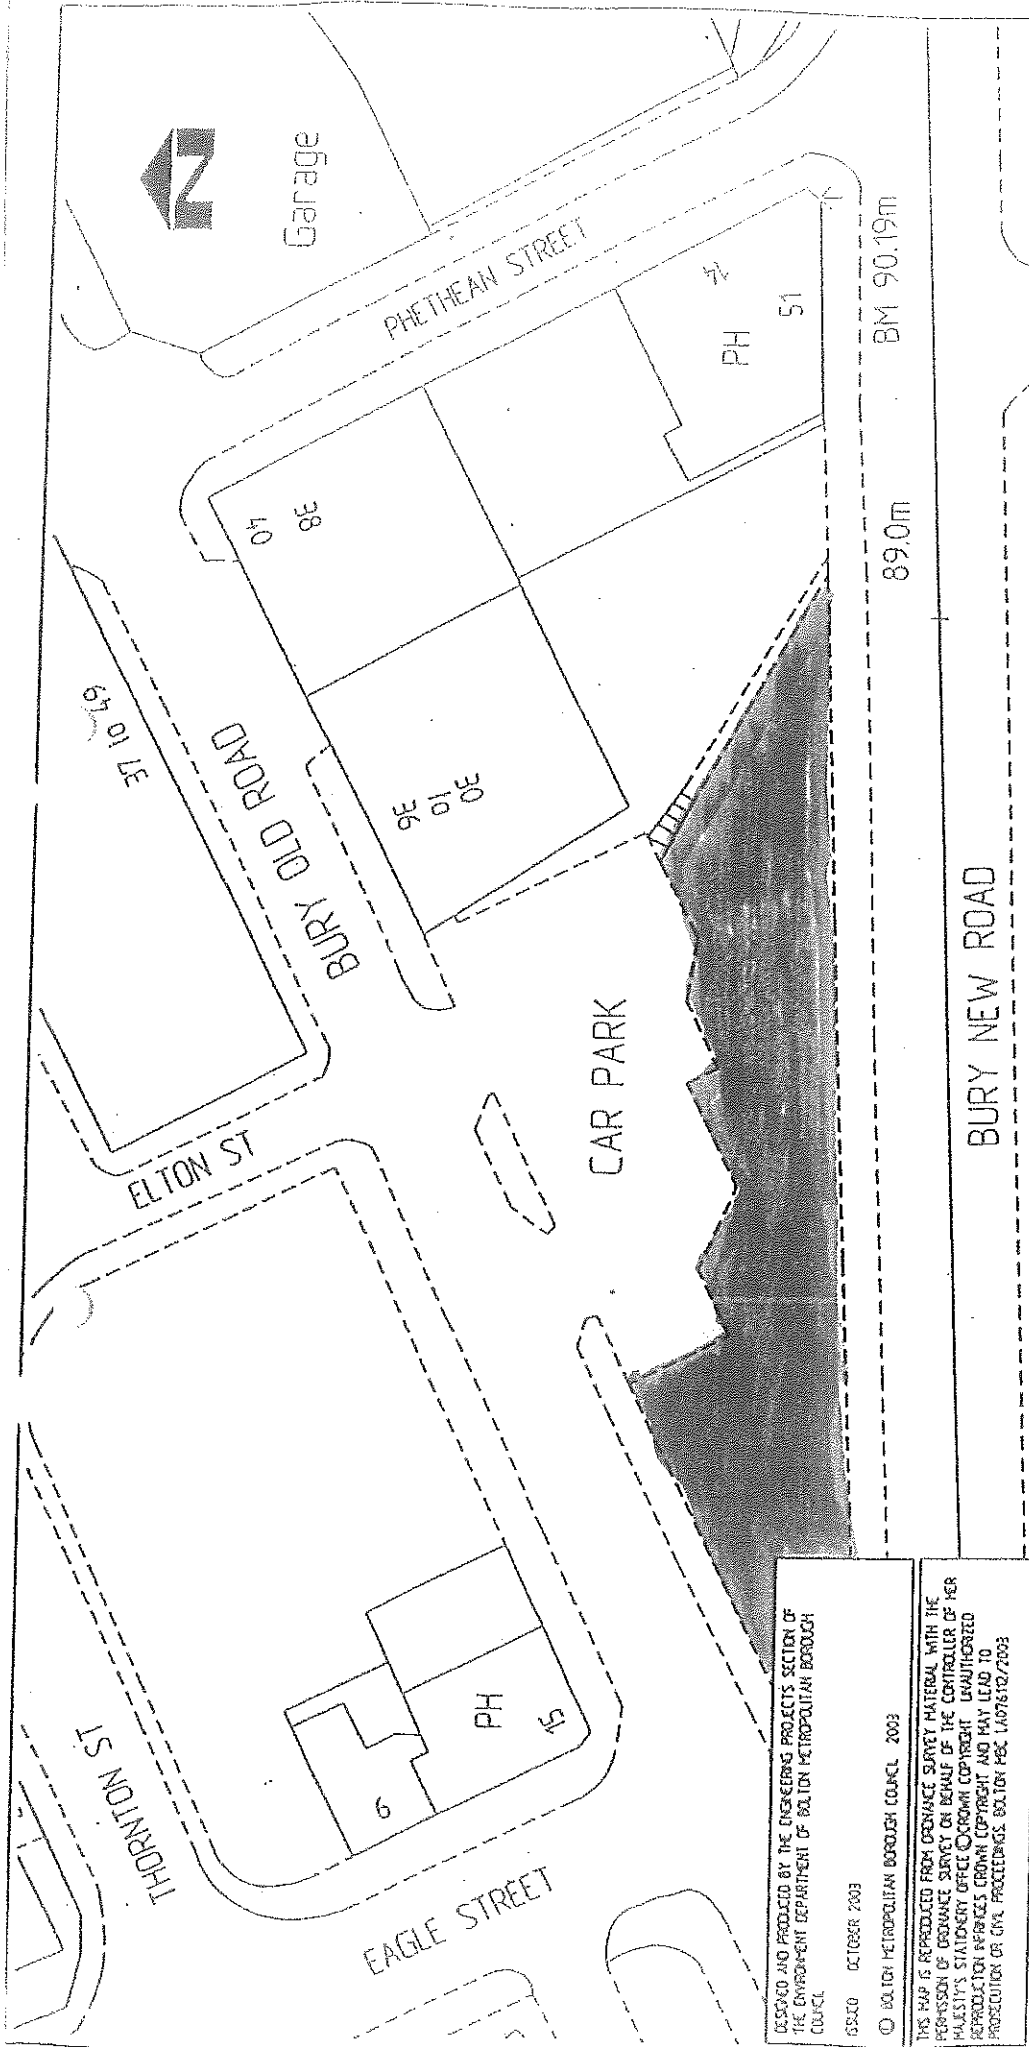 N
Garage
PHETHEAN STREET
14
PH
51
BM 90.19m
40
38
89.0m
37 to 49
BURY OLD ROAD
36
to
30
CAR PARK
BURY NEW ROAD
ELTON ST
THORNTON ST
6
PH
15
EAGLE STREET
DESIGNED AND PRODUCED BY THE ENGINEERING PROJECTS SECTION OF
THE ENVIRONMENT DEPARTMENT OF BOLTON METROPOLITAN BOROUGH
COUNCIL
ISSUED OCTOBER 2003
© BOLTON METROPOLITAN BOROUGH COUNCIL 2003
THIS MAP IS REPRODUCED FROM ORDNANCE SURVEY MATERIAL WITH THE
PERMISSION OF ORDNANCE SURVEY ON BEHALF OF THE CONTROLLER OF HER
MAJESTY'S STATIONERY OFFICE © CROWN COPYRIGHT UNAUTHORIZED
REPRODUCTION INFRINGES CROWN COPYRIGHT AND MAY LEAD TO
PROSECUTION OR CIVIL PROCEEDINGS. BOLTON MBC LA076112/2003